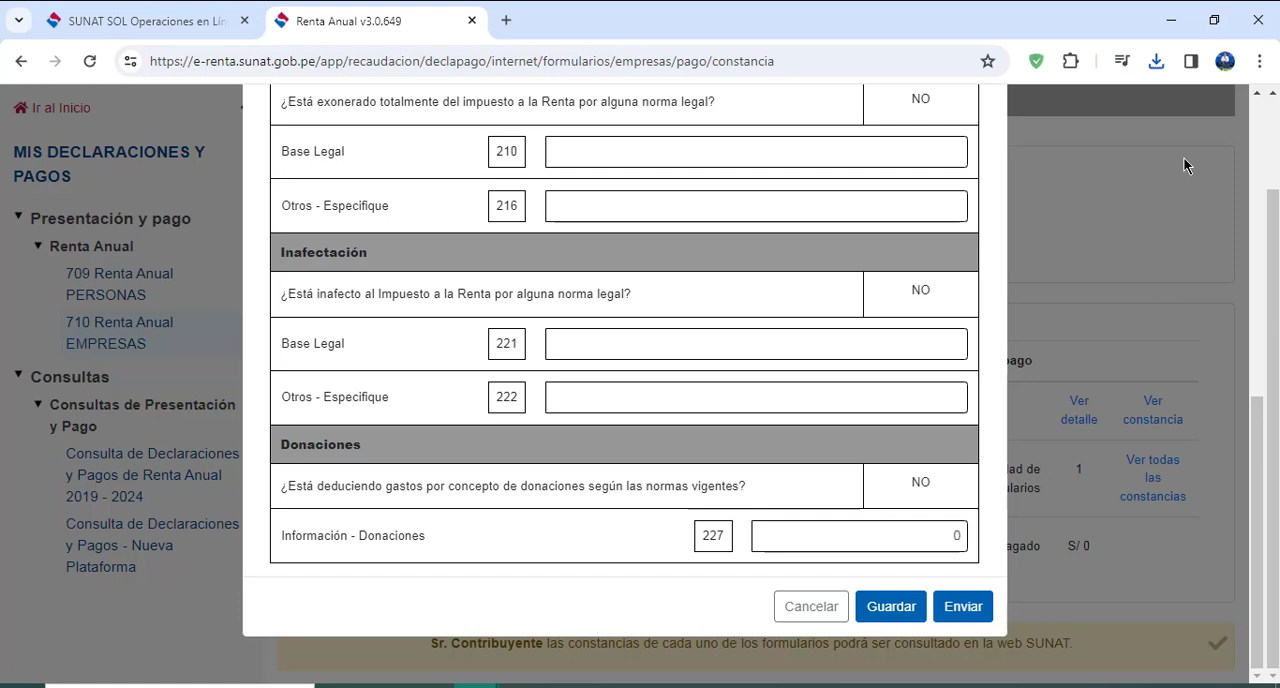 SUNAT SOL Operaciones en Lín
Renta Anual v3.0.649
https://e-renta.sunat.gob.pe/app/recaudacion/declapago/internet/formularios/empresas/pago/constancia
Ir al Inicio
MIS DECLARACIONES Y
PAGOS
Presentación y pago
Renta Anual
709 Renta Anual
PERSONAS
710 Renta Anual
EMPRESAS
Consultas
Consultas de Presentación
y Pago
Consulta de Declaraciones
y Pagos de Renta Anual
2019 - 2024
Consulta de Declaraciones
y Pagos - Nueva
Plataforma
¿Está exonerado totalmente del impuesto a la Renta por alguna norma legal? NO
Base Legal 210
Otros - Especifique 216
Inafectación
¿Está inafecto al Impuesto a la Renta por alguna norma legal? NO
Base Legal 221
Otros - Especifique 222
Donaciones
¿Está deduciendo gastos por concepto de donaciones según las normas vigentes? NO
Información - Donaciones 227 0
Cancelar Guardar Enviar
Ver
detalle
Ver
constancia
1
Ver todas
las
constancias
S/ 0
Sr. Contribuyente las constancias de cada uno de los formularios podrá ser consultado en la web SUNAT.